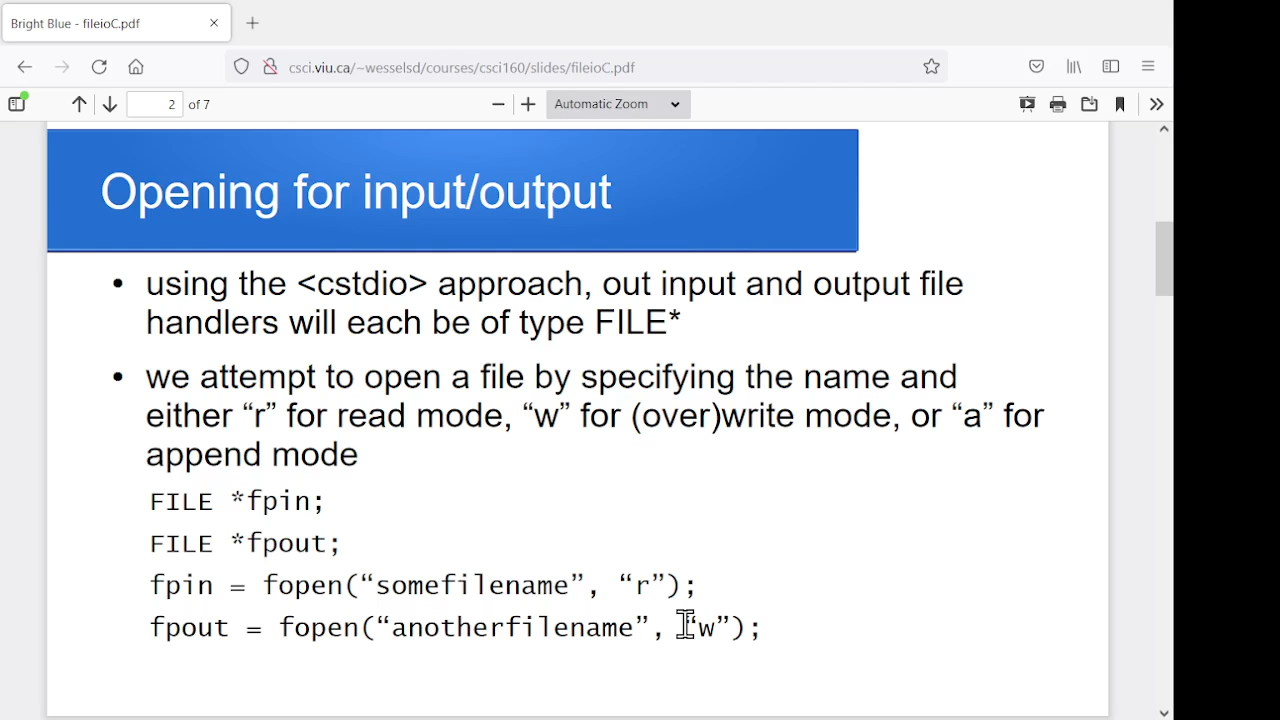 Bright Blue - fileioC.pdf
csci.viu.ca/~wesselsd/courses/csci160/slides/fileioC.pdf
2 of 7
Automatic Zoom
Opening for input/output
• using the <cstdio> approach, out input and output file
handlers will each be of type FILE*
• we attempt to open a file by specifying the name and
either “r” for read mode, “w” for (over)write mode, or “a” for
append mode
FILE *fpin;
FILE *fpout;
fpin = fopen(“somefilename”, “r”);
fpout = fopen(“anotherfilename”, “w”);